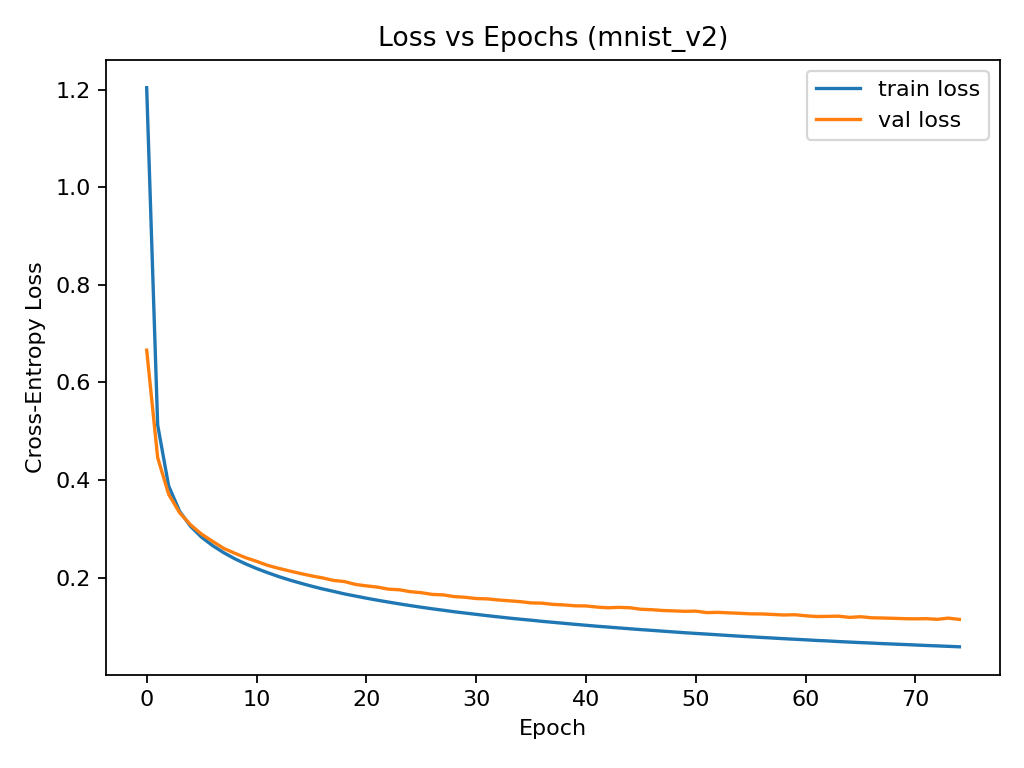 Loss vs Epochs (mnist_v2)
train loss
val loss
Cross-Entropy Loss
1.2
1.0
0.8
0.6
0.4
0.2
0 10 20 30 40 50 60 70
Epoch